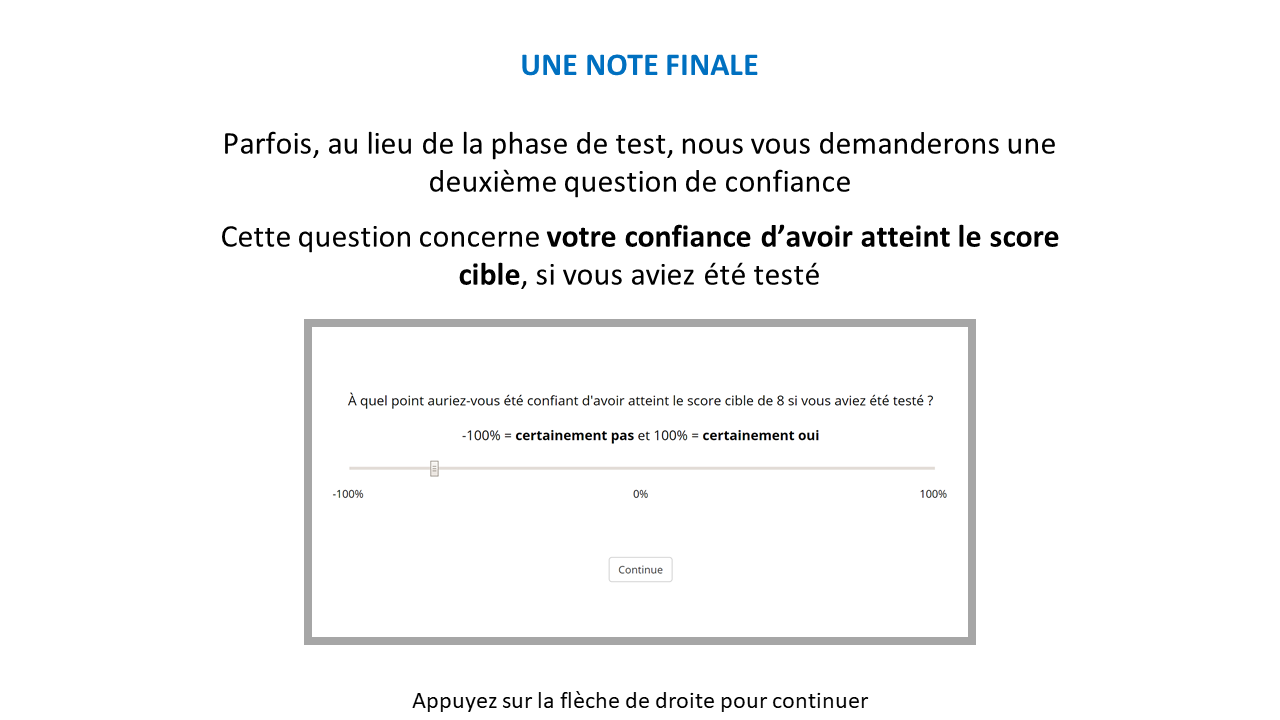 UNE NOTE FINALE
Parfois, au lieu de la phase de test, nous vous demanderons une
deuxième question de confiance
Cette question concerne votre confiance d’avoir atteint le score
cible, si vous aviez été testé
À quel point auriez-vous été confiant d'avoir atteint le score cible de 8 si vous aviez été testé ?
-100% = certainement pas et 100% = certainement oui
-100% 0% 100%
Continue
Appuyez sur la flèche de droite pour continuer